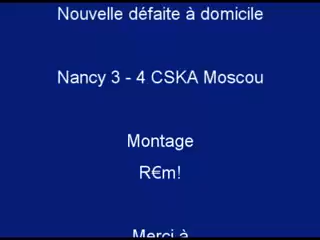 Nouvelle défaite à domicile
Nancy 3 - 4 CSKA Moscou
Montage
R€m!
Merci à